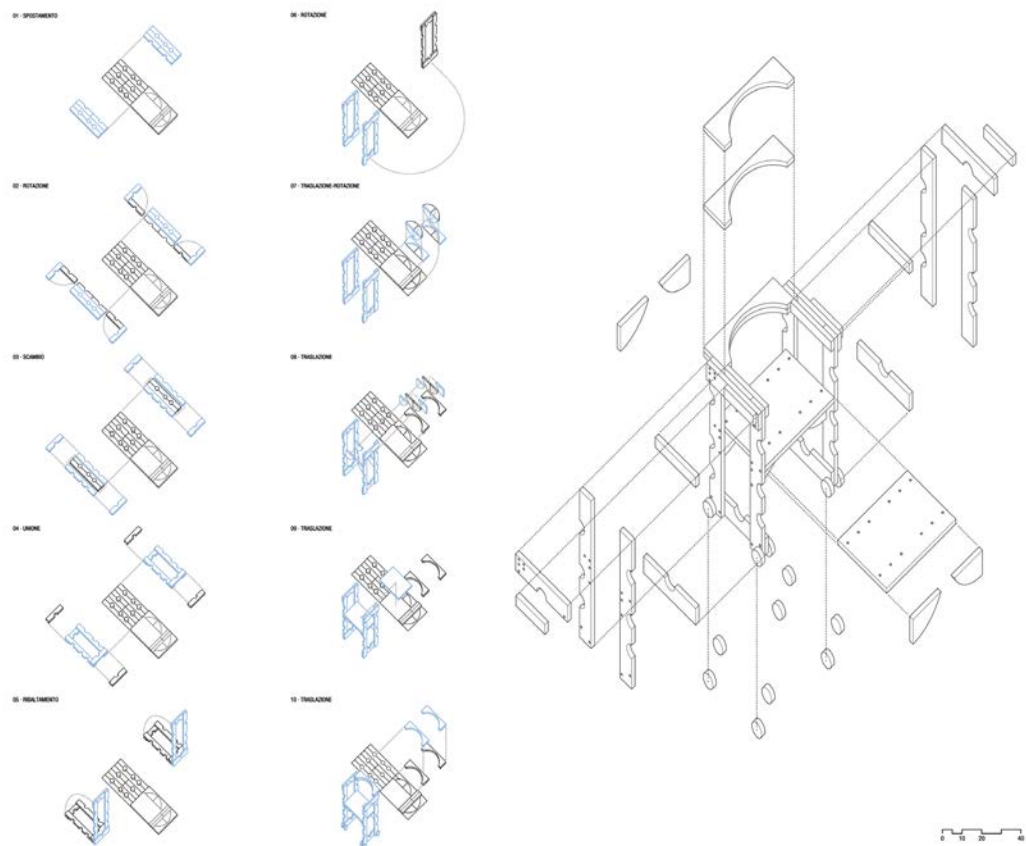 01 - SPOSTAMENTO
02 - ROTAZIONE
03 - SCAMBIO
04 - UNIONE
05 - RIBALTAMENTO
06 - ROTAZIONE
07 - TRASLAZIONE-ROTAZIONE
08 - TRASLAZIONE
09 - TRASLAZIONE
10 - TRASLAZIONE
0 10 20 40